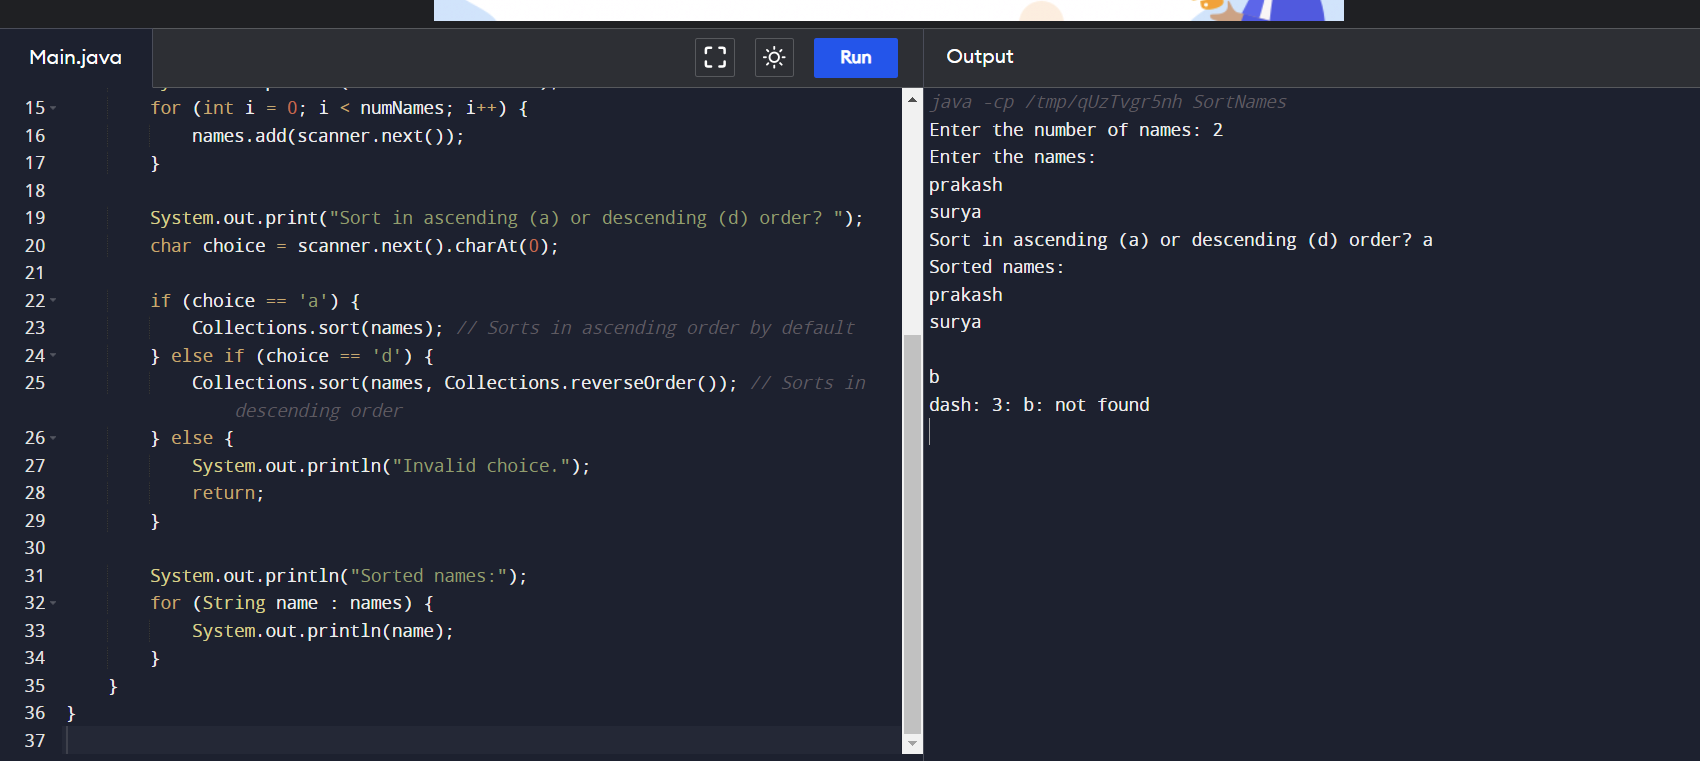 Main.java
Run
Output
15 for (int i = 0; i < numNames; i++) {
16 names.add(scanner.next());
17 }
18
19 System.out.print("Sort in ascending (a) or descending (d) order? ");
20 char choice = scanner.next().charAt(0);
21
22 if (choice == 'a') {
23 Collections.sort(names); // Sorts in ascending order by default
24 } else if (choice == 'd') {
25 Collections.sort(names, Collections.reverseOrder()); // Sorts in
descending order
26 } else {
27 System.out.println("Invalid choice.");
28 return;
29 }
30
31 System.out.println("Sorted names:");
32 for (String name : names) {
33 System.out.println(name);
34 }
35 }
36 }
37
java -cp /tmp/qUzTvgr5nh SortNames
Enter the number of names: 2
Enter the names:
prakash
surya
Sort in ascending (a) or descending (d) order? a
Sorted names:
prakash
surya
b
dash: 3: b: not found